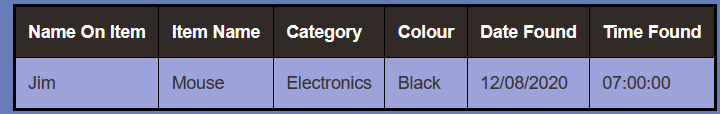 Name On Item Item Name Category Colour Date Found Time Found
Jim Mouse Electronics Black 12/08/2020 07:00:00